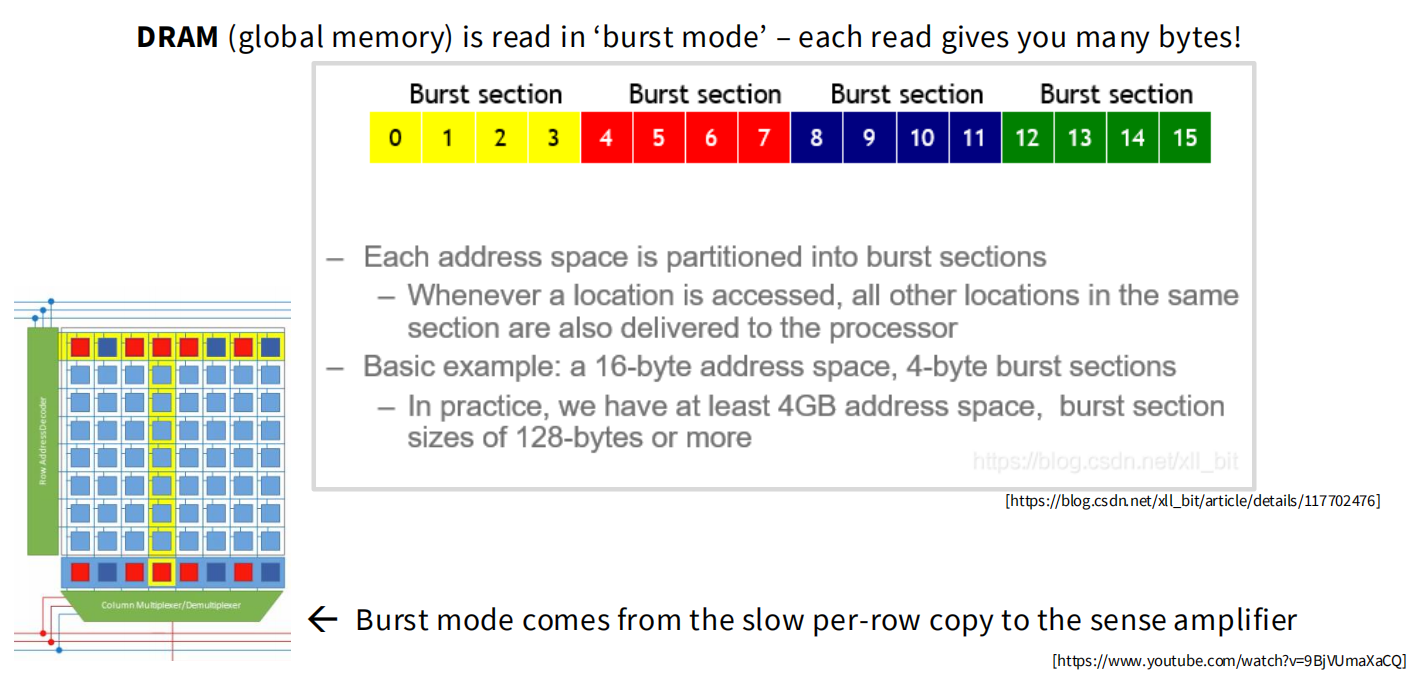 DRAM (global memory) is read in ‘burst mode’ – each read gives you many bytes!
Burst section Burst section Burst section Burst section
0 1 2 3 4 5 6 7 8 9 10 11 12 13 14 15
– Each address space is partitioned into burst sections
– Whenever a location is accessed, all other locations in the same
section are also delivered to the processor
– Basic example: a 16-byte address space, 4-byte burst sections
– In practice, we have at least 4GB address space, burst section
sizes of 128-bytes or more
https://blog.csdn.net/xll_bit
[https://blog.csdn.net/xll_bit/article/details/117702476]
Row AddressDecoder
Column Multiplexer/Demultiplexer
← Burst mode comes from the slow per-row copy to the sense amplifier
[https://www.youtube.com/watch?v=9BjVUmaXaCQ]